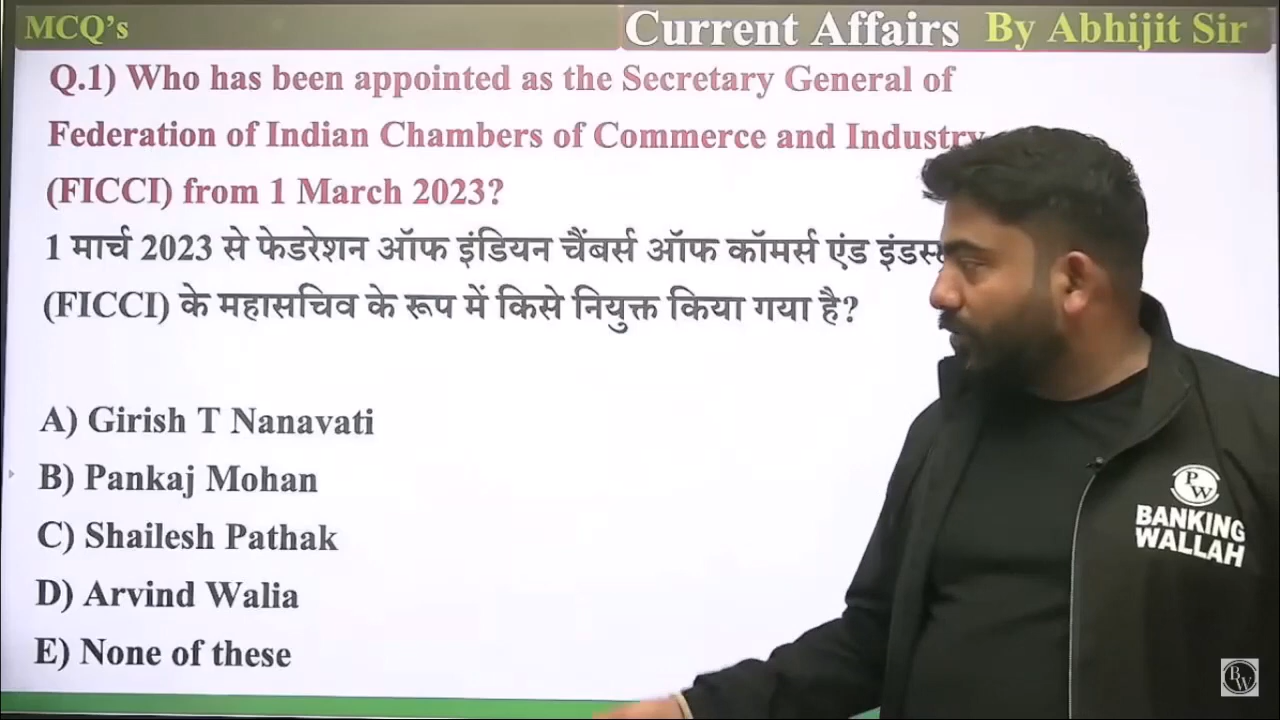 MCQ's
Current Affairs By Abhijit Sir
Q.1) Who has been appointed as the Secretary General of
Federation of Indian Chambers of Commerce and Industry
(FICCI) from 1 March 2023?
1 मार्च 2023 से फेडरेशन ऑफ इंडियन चैंबर्स ऑफ कॉमर्स एंड
(FICCI) के महासचिव के रूप में किसे नियुक्त किया गया है?
A) Girish T Nanavati
B) Pankaj Mohan
C) Shailesh Pathak
D) Arvind Walia
E) None of these
PW
BANKING
WALLAH
PW